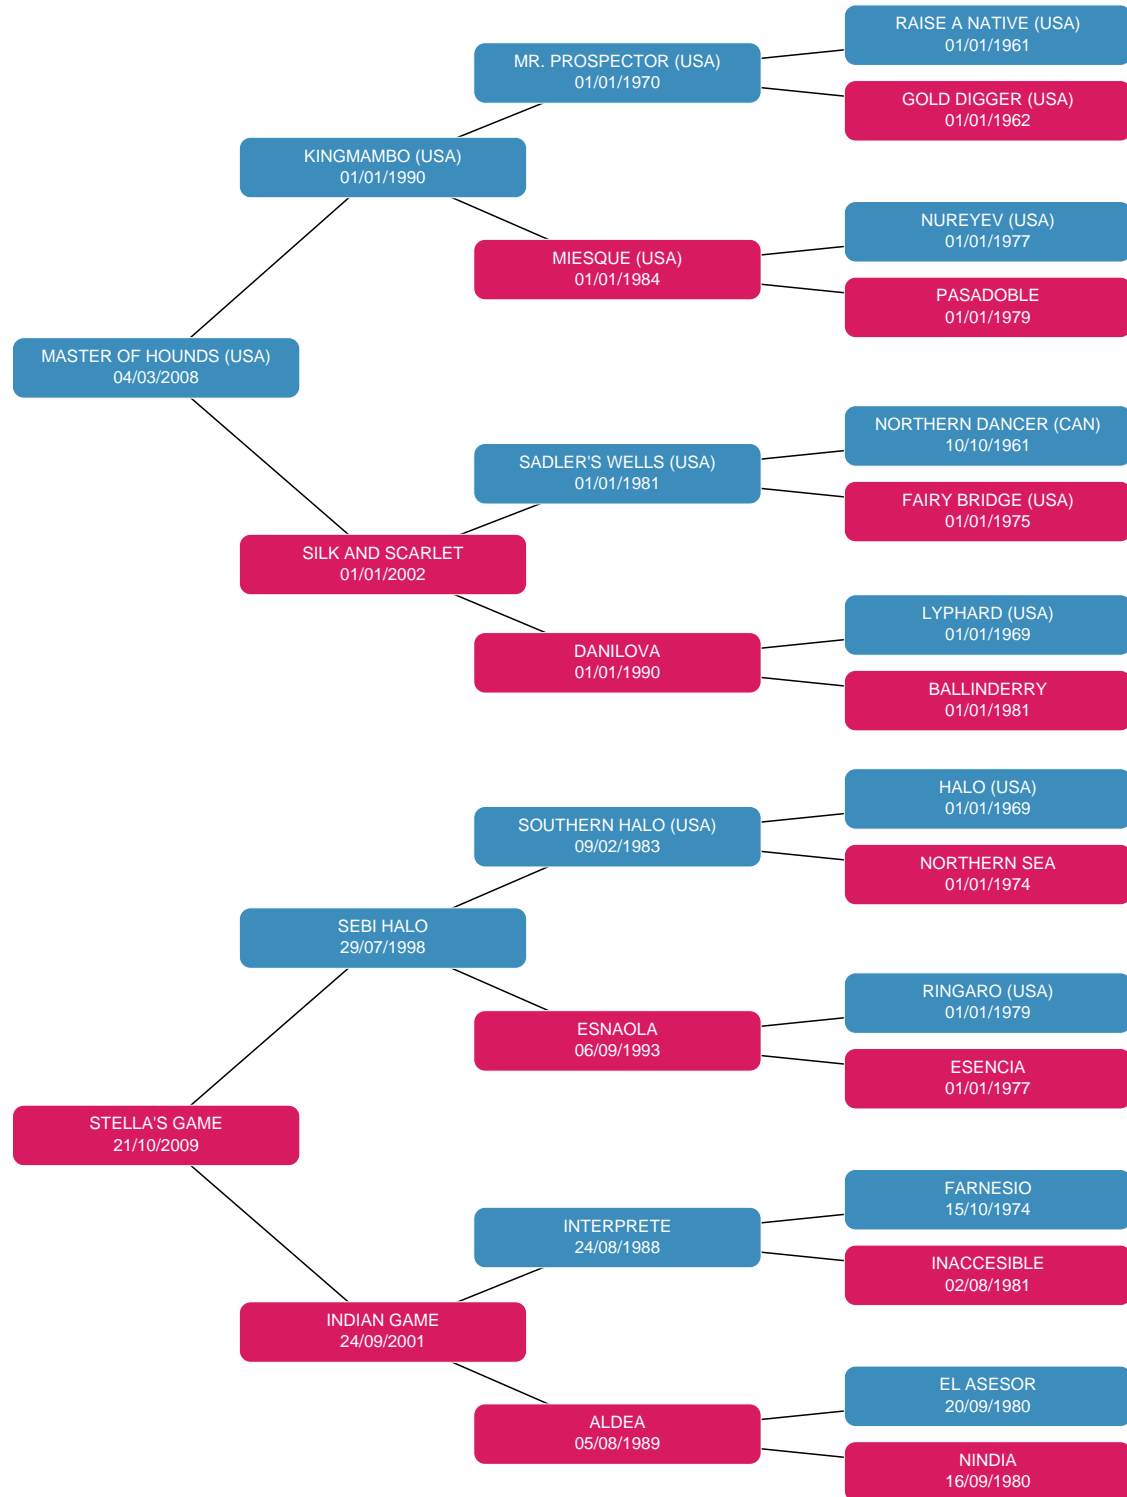 RAISE A NATIVE (USA)
01/01/1961
MR. PROSPECTOR (USA)
01/01/1970
GOLD DIGGER (USA)
01/01/1962
KINGMAMBO (USA)
01/01/1990
NUREYEV (USA)
01/01/1977
MIESQUE (USA)
01/01/1984
PASADOBLE
01/01/1979
MASTER OF HOUNDS (USA)
04/03/2008
NORTHERN DANCER (CAN)
10/10/1961
SADLER'S WELLS (USA)
01/01/1981
FAIRY BRIDGE (USA)
01/01/1975
SILK AND SCARLET
01/01/2002
LYPHARD (USA)
01/01/1969
DANILOVA
01/01/1990
BALLINDERRY
01/01/1981
HALO (USA)
01/01/1969
SOUTHERN HALO (USA)
09/02/1983
NORTHERN SEA
01/01/1974
SEBI HALO
29/07/1998
RINGARO (USA)
01/01/1979
ESNAOLA
06/09/1993
ESENCIA
01/01/1977
STELLA'S GAME
21/10/2009
FARNESIO
15/10/1974
INTERPRETE
24/08/1988
INACCESIBLE
02/08/1981
INDIAN GAME
24/09/2001
EL ASESOR
20/09/1980
ALDEA
05/08/1989
NINDIA
16/09/1980